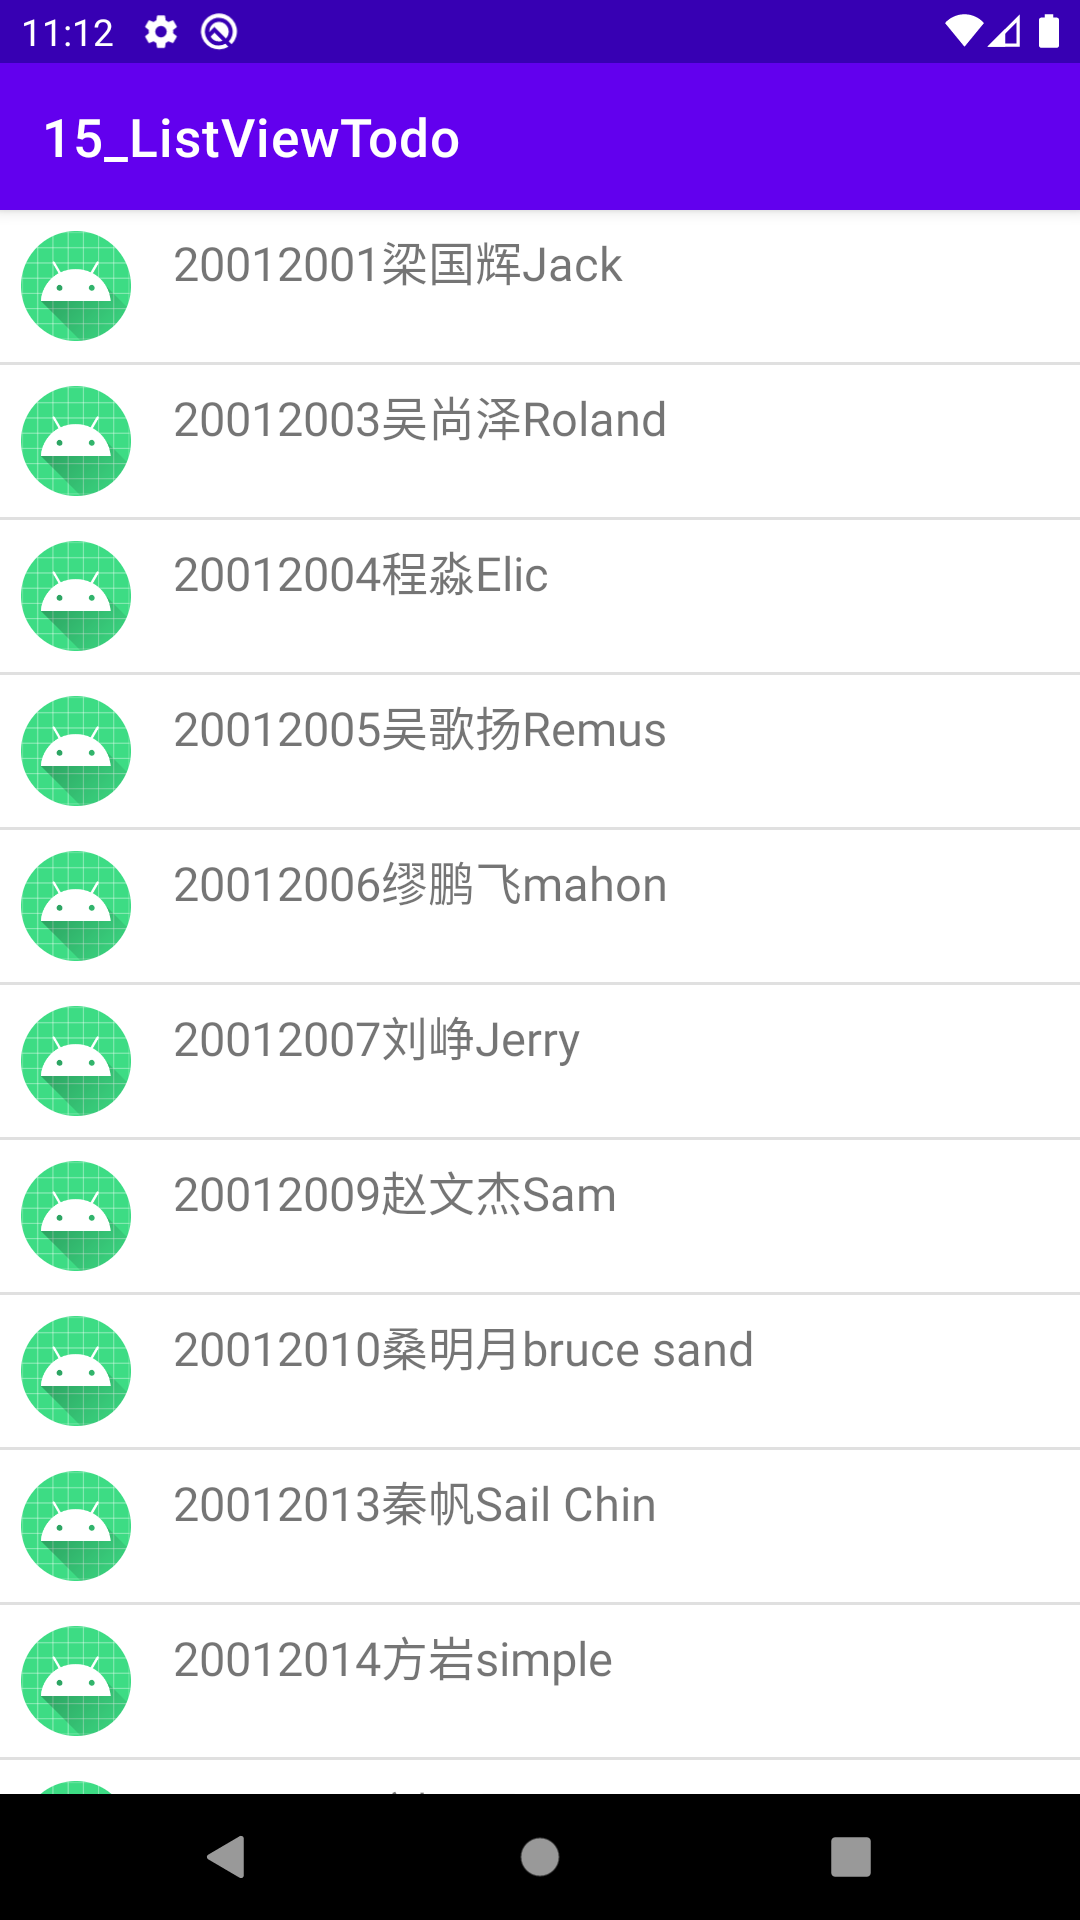 11:12
15_ListViewTodo
20012001梁国辉Jack
20012003吴尚泽Roland
20012004程淼Elic
20012005吴歌扬Remus
20012006缪鹏飞mahon
20012007刘峥Jerry
20012009赵文杰Sam
20012010桑明月bruce sand
20012013秦帆Sail Chin
20012014方岩simple